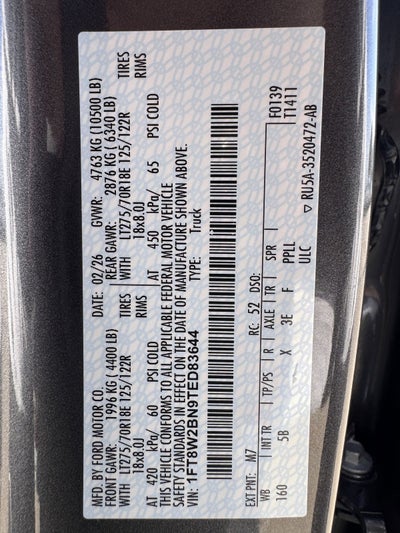 MFD. BY FORD MOTOR CO.
DATE: 02/26 GVWR: 4763 KG (10500 LB)
FRONT GAWR: 1996 KG ( 4400 LB) REAR GAWR: 2876 KG ( 6340 LB)
WITH LT275/70R18E 125/122R TIRES WITH LT275/70R18E 125/122R TIRES
18x8.0J RIMS 18x8.0J RIMS
AT 420 kPa/ 60 PSI COLD AT 450 kPa/ 65 PSI COLD
THIS VEHICLE CONFORMS TO ALL APPLICABLE FEDERAL MOTOR VEHICLE
SAFETY STANDARDS IN EFFECT ON THE DATE OF MANUFACTURE SHOWN ABOVE.
VIN: 1FT8W2BN9TED83644 TYPE: Truck
F0139
T1411
EXT PNT: M7 RC: 52 DSO:
WB INT TR TP/PS R AXLE TR SPR
160 5B X 3E F PPLL
ULC
▽ RU5A-3520472-AB